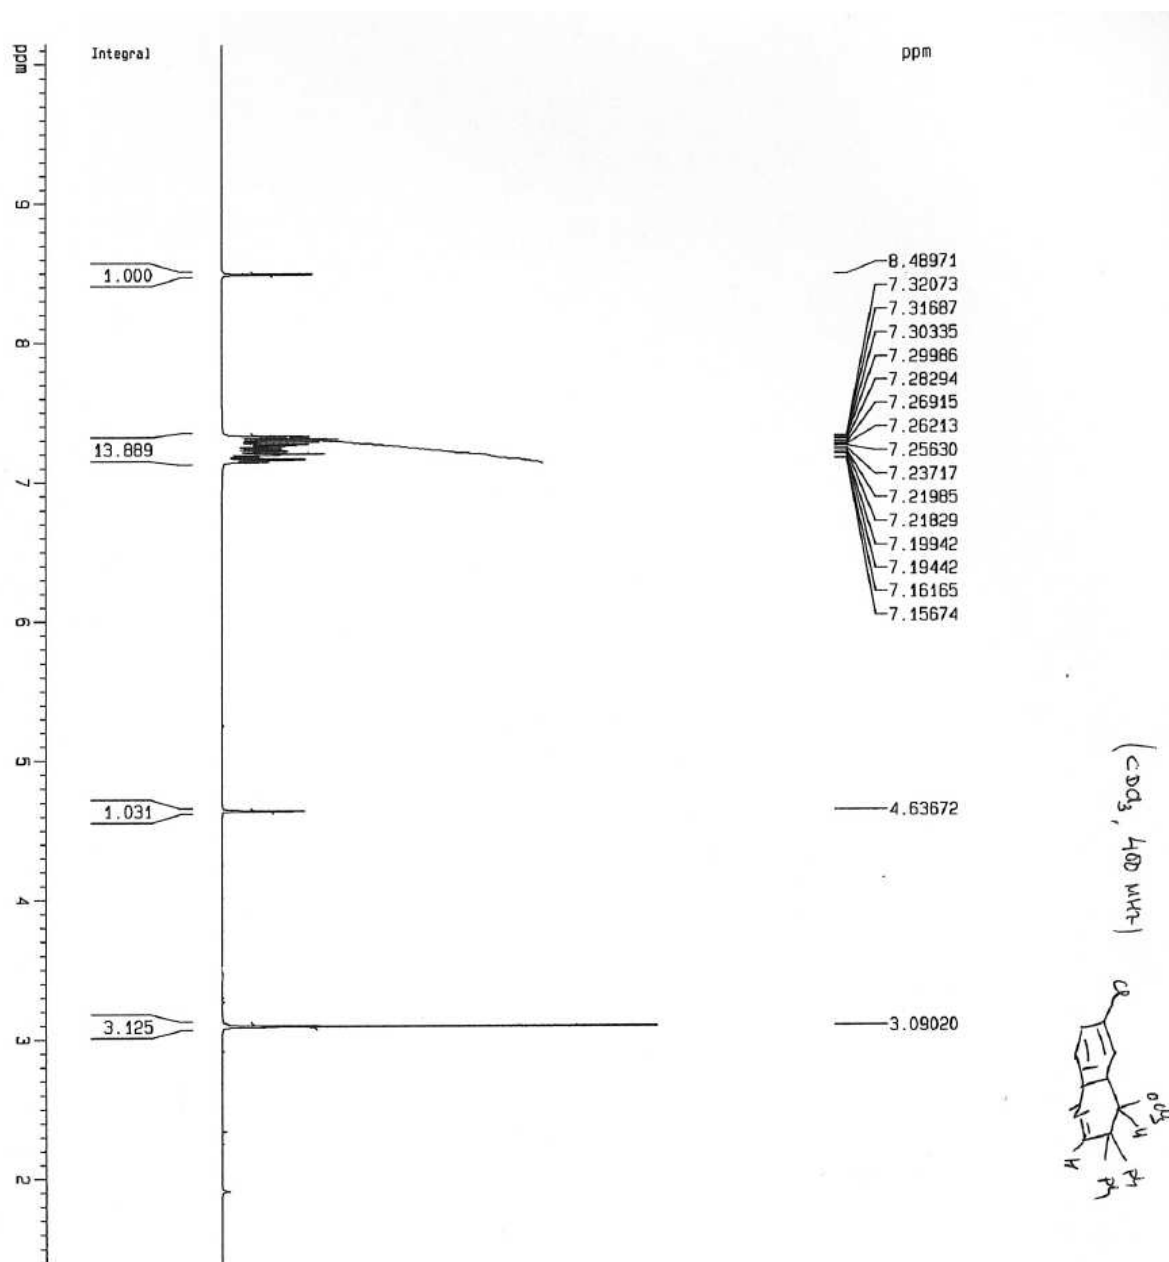 Integral
ppm
ppm
9
8
7
6
5
4
3
2
1.000
13.889
1.031
3.125
8.48971
7.32073
7.31687
7.30335
7.29986
7.28294
7.26915
7.26213
7.25630
7.23717
7.21985
7.21829
7.19942
7.19442
7.16165
7.15674
4.63672
3.09020
(CDCl3, 400 MHz)
Cl
OCH3
H
N
H
Ph
Ph